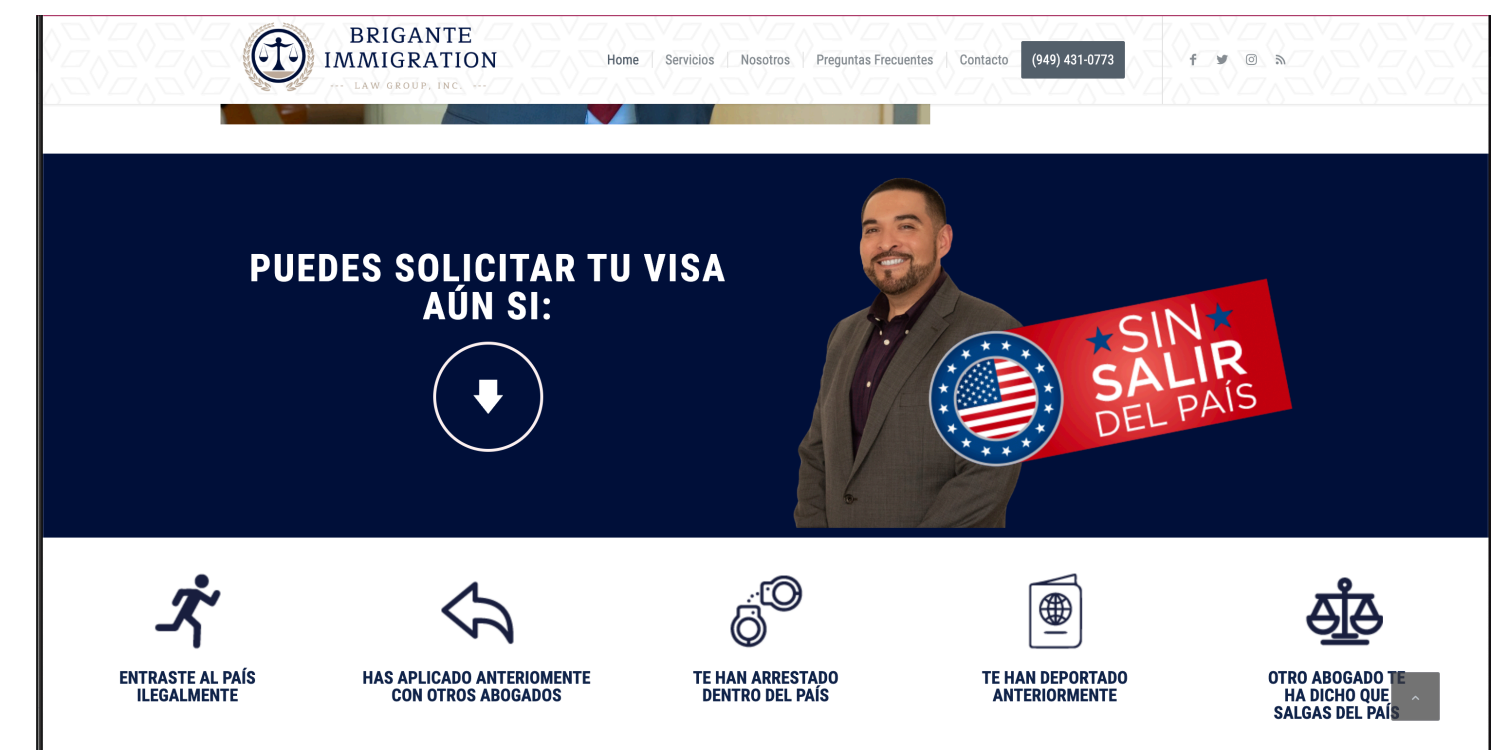 BRIGANTE
IMMIGRATION
--- LAW GROUP, INC. ---
Home
Servicios
Nosotros
Preguntas Frecuentes
Contacto
(949) 431-0773
PUEDES SOLICITAR TU VISA
AÚN SI:
SIN
SALIR
DEL PAÍS
ENTRASTE AL PAÍS
ILEGALMENTE
HAS APLICADO ANTERIOMENTE
CON OTROS ABOGADOS
TE HAN ARRESTADO
DENTRO DEL PAÍS
TE HAN DEPORTADO
ANTERIORMENTE
OTRO ABOGADO TE
HA DICHO QUE
SALGAS DEL PAÍS